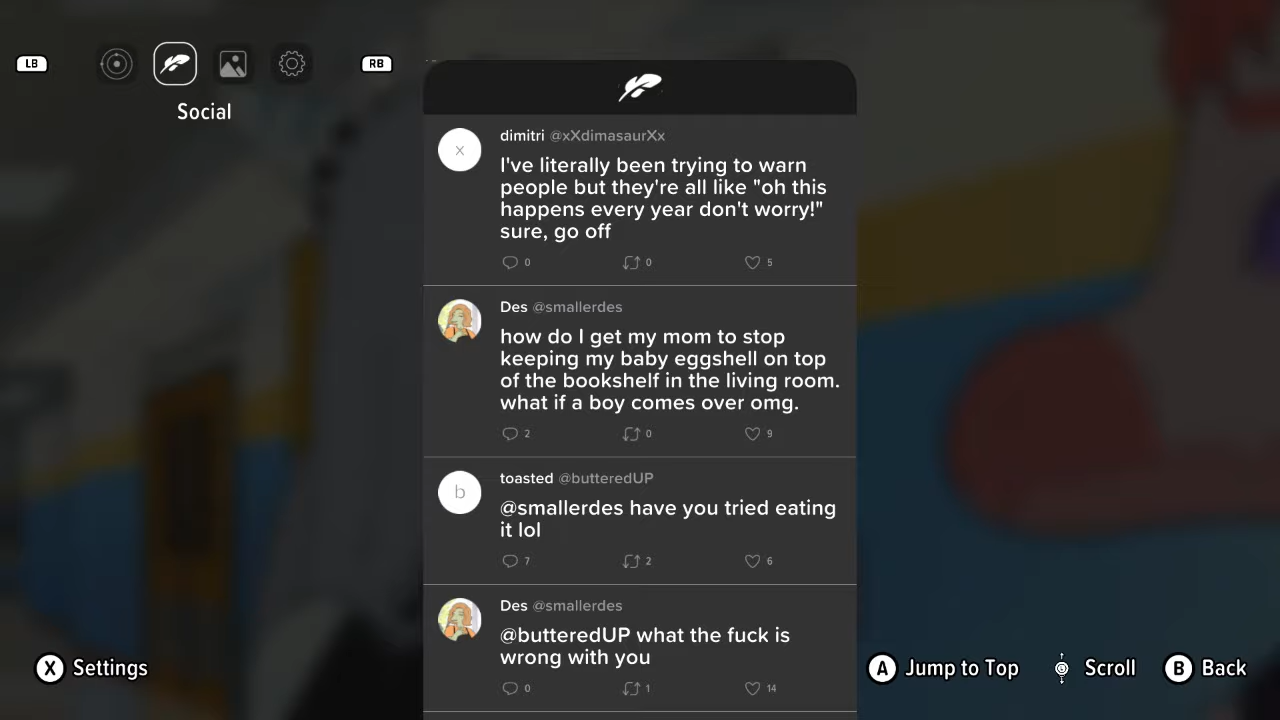 LB
RB
Social
dimitri @xXdimasaurXx
x
I've literally been trying to warn
people but they're all like "oh this
happens every year don't worry!"
sure, go off
0 0 5
Des @smallerdes
how do I get my mom to stop
keeping my baby eggshell on top
of the bookshelf in the living room.
what if a boy comes over omg.
2 0 9
toasted @butteredUP
b
@smallerdes have you tried eating
it lol
7 2 6
Des @smallerdes
@butteredUP what the fuck is
wrong with you
0 1 14
X Settings
A Jump to Top
Scroll
B Back